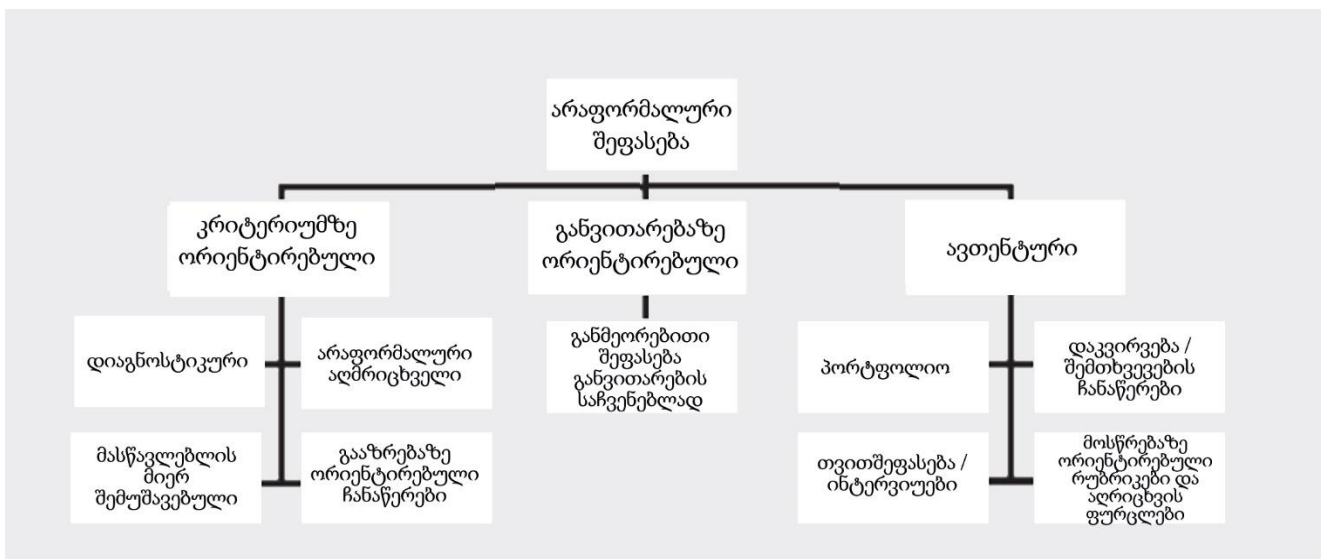 არაფორმალური
შეფასება
კრიტერიუმზე
ორიენტირებული
განვითარებაზე
ორიენტირებული
ავთენტური
დიაგნოსტიკური
არაფორმალური
აღმრიცხველი
განმეორებითი
შეფასება
განვითარების
საჩვენებლად
პორტფოლიო
დაკვირვება /
შემთხვევების
ჩანაწერები
მასწავლებლის
მიერ
შემუშავებული
გააზრებაზე
ორიენტირებული
ჩანაწერები
თვითშეფასება /
ინტერვიუები
მოსწრებაზე
ორიენტირებული
რუბრიკები და
აღრიცხვის
ფურცლები